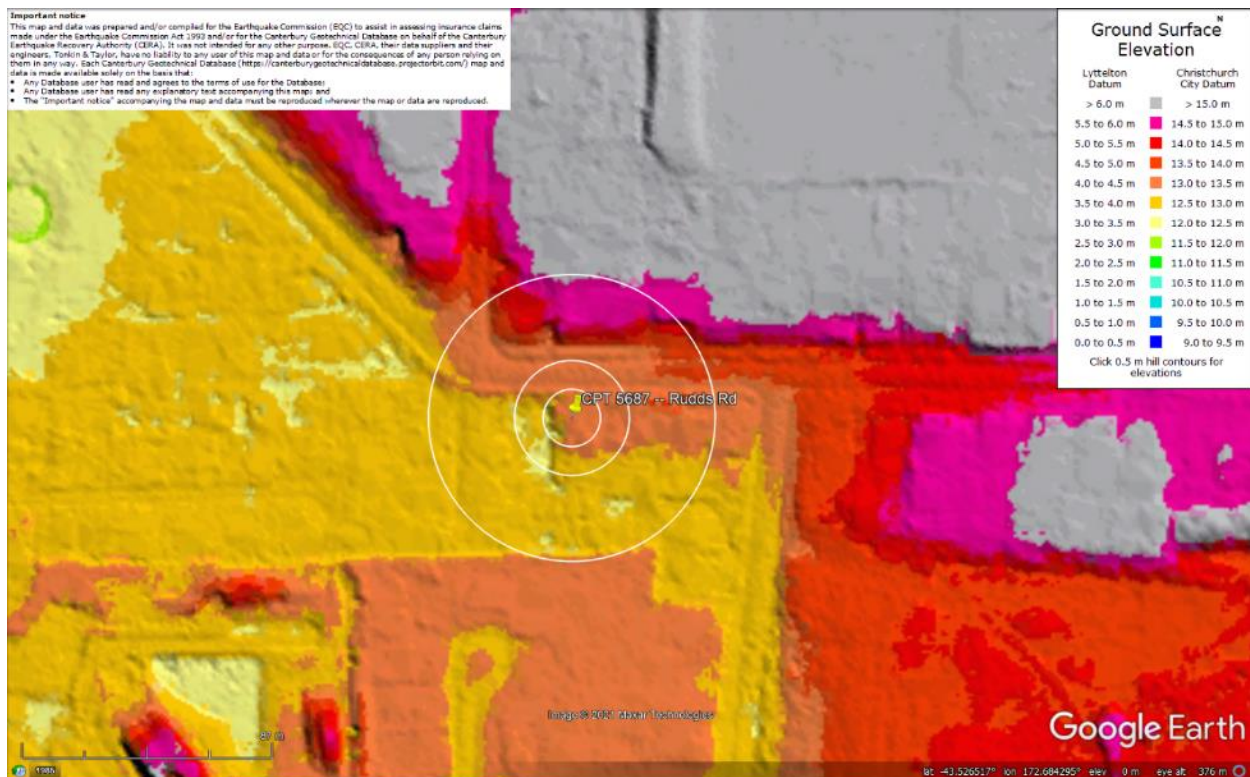 Important notice
This map and data was prepared and/or compiled for the Earthquake Commission (EQC) to assist in assessing insurance claims
made under the Earthquake Commission Act 1993 and/or for the Canterbury Geotechnical Database on behalf of the Canterbury
Earthquake Recovery Authority (CERA). It was not intended for any other purpose. EQC, CERA, their data suppliers and their
engineers, Tonkin & Taylor, have no liability to any user of this map and data or for the consequences of any person relying on
them in any way. Each Canterbury Geotechnical Database (https://canterburygeotechnicaldatabase.projectorbit.com/) map and
data is made available solely on the basis that:
• Any Database user has read and agrees to the terms of use for the Database;
• Any Database user has read any explanatory text accompanying this map; and
• The "Important notice" accompanying the map and data must be reproduced wherever the map or data are reproduced.
N
Ground Surface
Elevation
Lyttelton Datum Christchurch City Datum
> 6.0 m > 15.0 m
5.5 to 6.0 m 14.5 to 15.0 m
5.0 to 5.5 m 14.0 to 14.5 m
4.5 to 5.0 m 13.5 to 14.0 m
4.0 to 4.5 m 13.0 to 13.5 m
3.5 to 4.0 m 12.5 to 13.0 m
3.0 to 3.5 m 12.0 to 12.5 m
2.5 to 3.0 m 11.5 to 12.0 m
2.0 to 2.5 m 11.0 to 11.5 m
1.5 to 2.0 m 10.5 to 11.0 m
1.0 to 1.5 m 10.0 to 10.5 m
0.5 to 1.0 m 9.5 to 10.0 m
0.0 to 0.5 m 9.0 to 9.5 m
Click 0.5 m hill contours for
elevations
CPT 5687 -- Rudds Rd
Image © 2021 Maxar Technologies
Google Earth
87 m
1985
lat -43.526517° lon 172.684295° elev 0 m eye alt 376 m